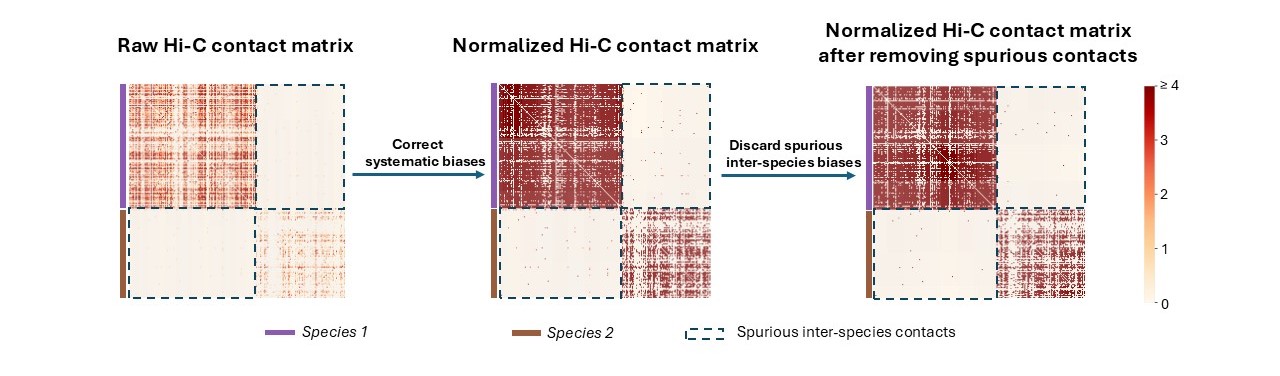 Raw Hi-C contact matrix
Normalized Hi-C contact matrix
Normalized Hi-C contact matrix
after removing spurious contacts
Correct
systematic biases
Discard spurious
inter-species biases
≥ 4
3
2
1
0
Species 1
Species 2
Spurious inter-species contacts